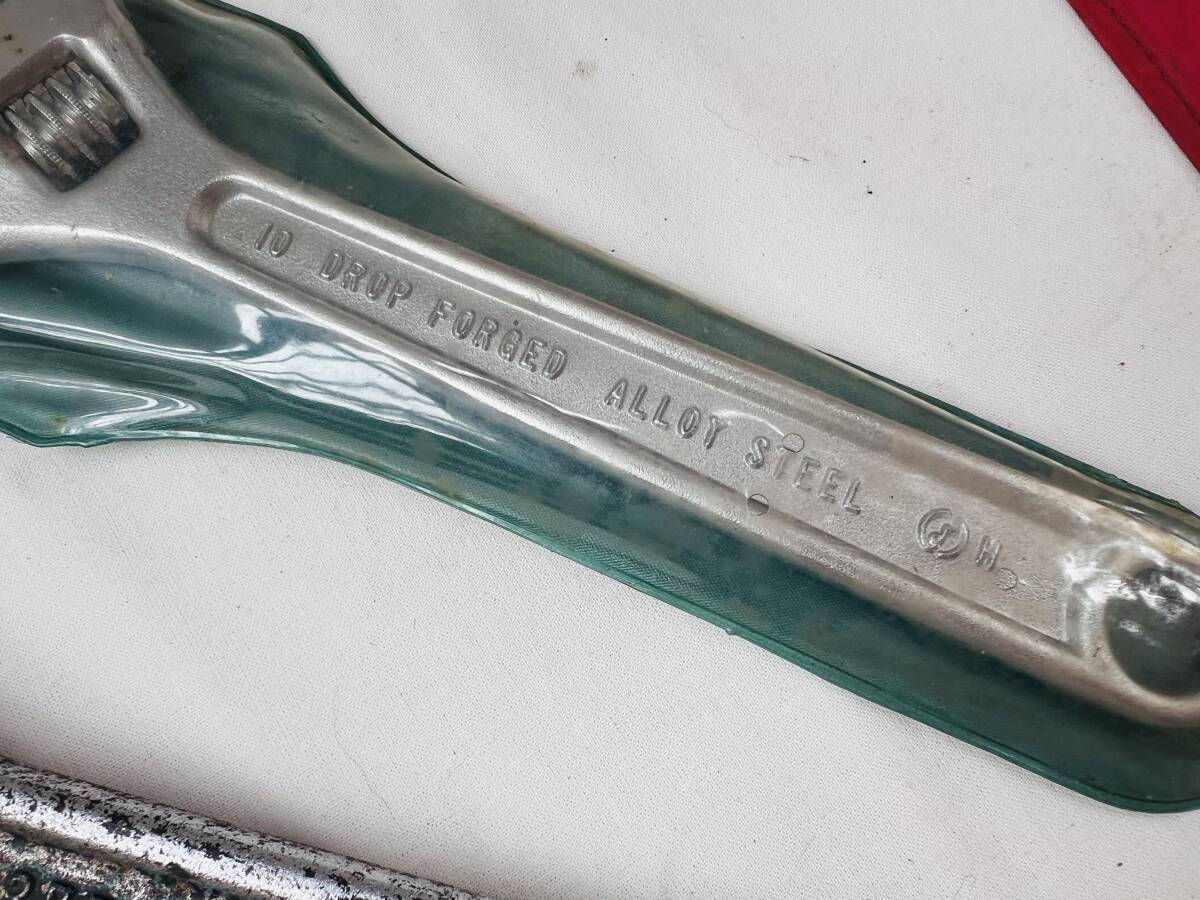 10 DROP FORGED ALLOY STEEL H